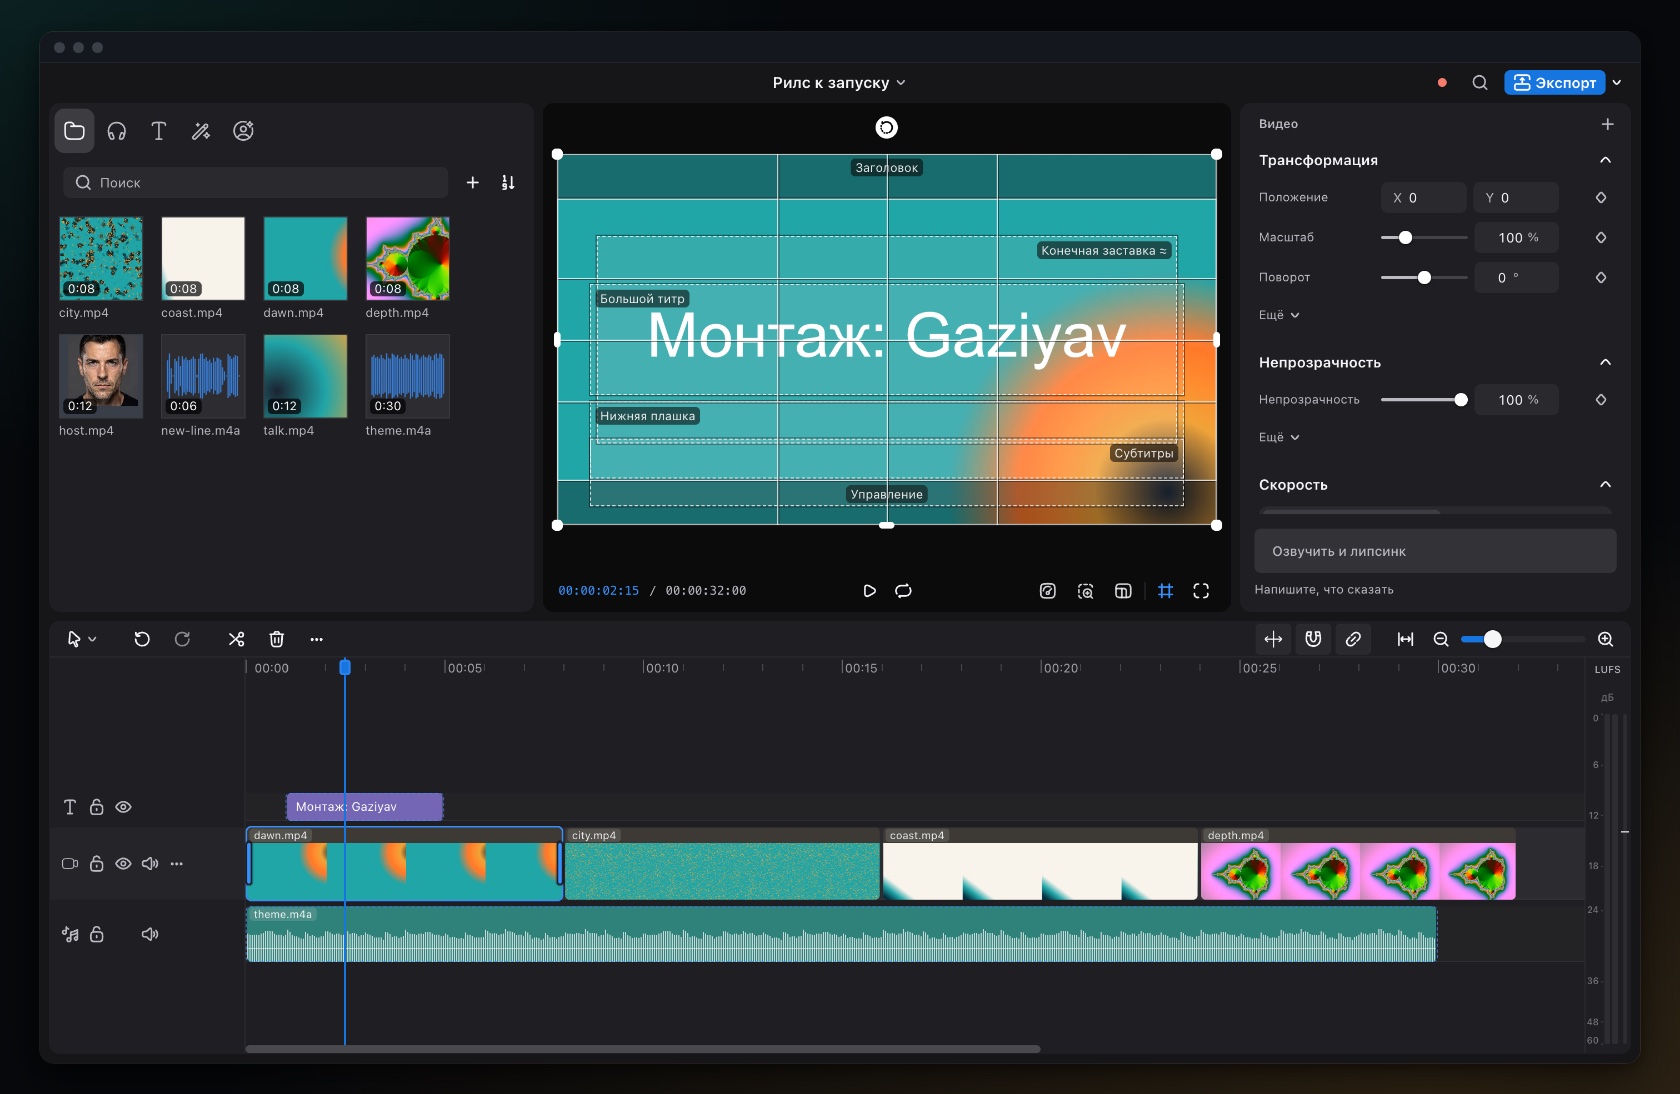 Рилс к запуску
Экспорт
Поиск
0:08
0:08
0:08
0:08
city.mp4
coast.mp4
dawn.mp4
depth.mp4
0:12
0:06
0:12
0:30
host.mp4
new-line.m4a
talk.mp4
theme.m4a
Заголовок
Конечная заставка ≈
Большой титр
Монтаж: Gaziyav
Нижняя плашка
Субтитры
Управление
00:00:02:15 / 00:00:32:00
Видео
Трансформация
Положение X 0 Y 0
Масштаб 100 %
Поворот 0 °
Ещё
Непрозрачность
Непрозрачность 100 %
Ещё
Скорость
Озвучить и липсинк
Напишите, что сказать
00:00 00:05 00:10 00:15 00:20 00:25 00:30
LUFS
дБ
0
6
12
18
24
36
48
60
Монтаж: Gaziyav
dawn.mp4
city.mp4
coast.mp4
depth.mp4
theme.m4a